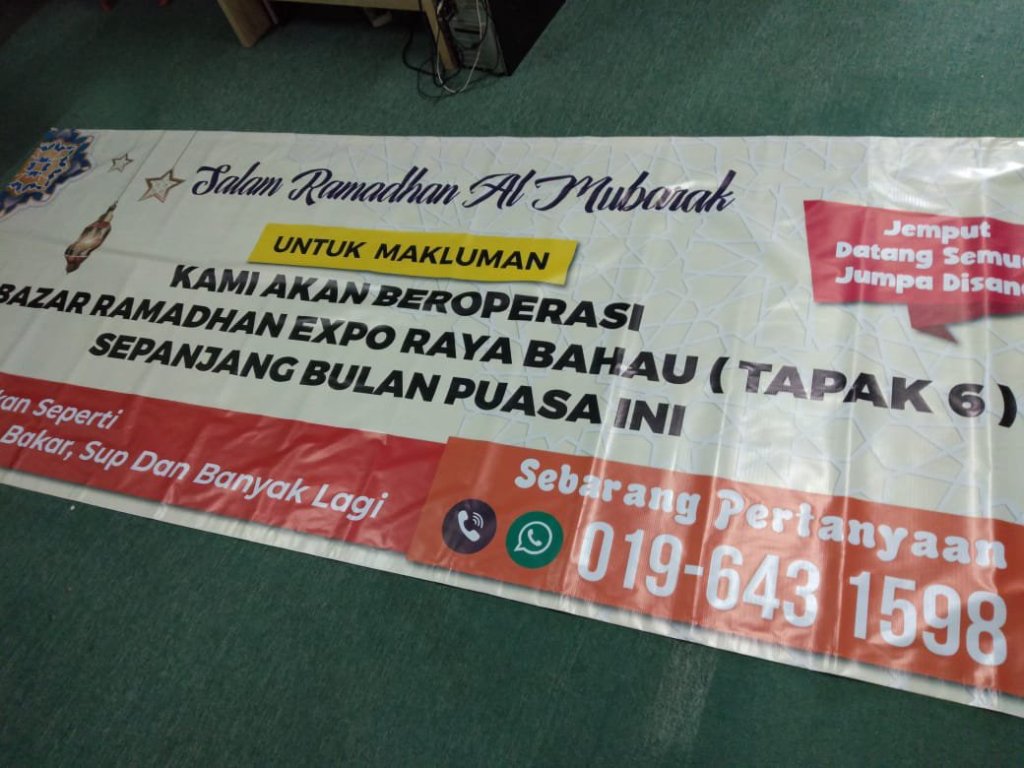 Salam Ramadhan Al Mubarak
UNTUK MAKLUMAN
KAMI AKAN BEROPERASI
BAZAR RAMADHAN EXPO RAYA BAHAU ( TAPAK 6 )
SEPANJANG BULAN PUASA INI
Jemput
Datang Semua
Jumpa Disana
Seperti
Bakar, Sup Dan Banyak Lagi
Sebarang Pertanyaan
019-643 1598